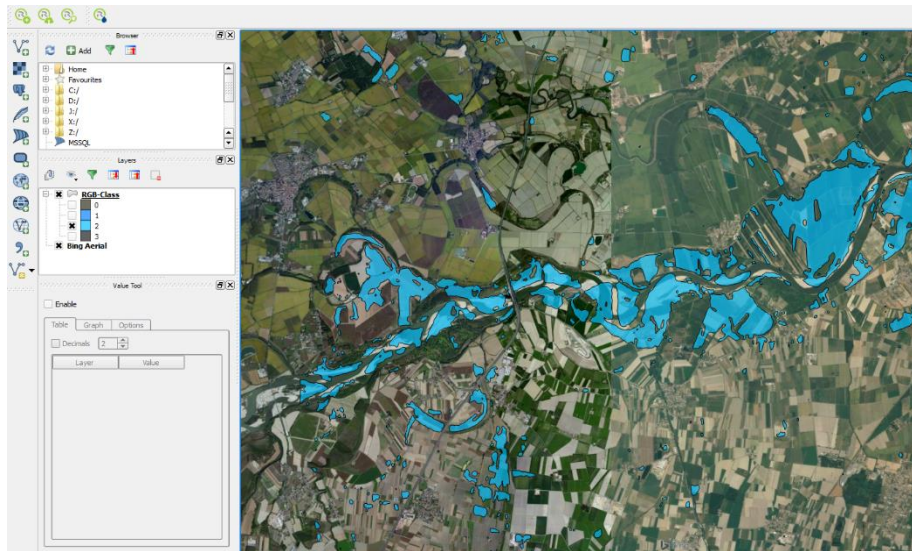 Browser
Add
Home
Favourites
C:/
D:/
J:/
X:/
Z:/
MSSQL
Layers
RGB-Class
0
1
2
3
Bing Aerial
Value Tool
Enable
Table Graph Options
Decimals 2
Layer Value